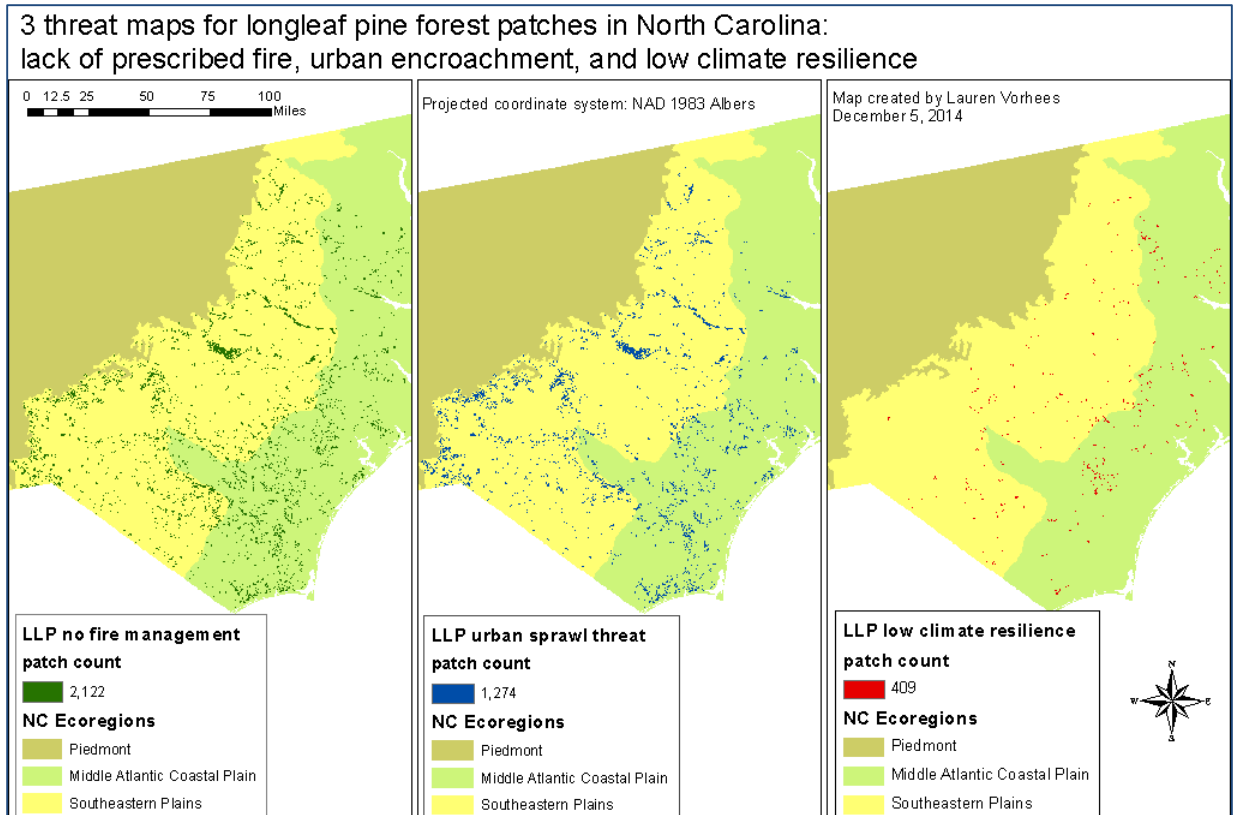 3 threat maps for longleaf pine forest patches in North Carolina:
lack of prescribed fire, urban encroachment, and low climate resilience
0 12.5 25 50 75 100
Miles
Projected coordinate system: NAD 1983 Albers
Map created by Lauren Vorhees
December 5, 2014
LLP no fire management
patch count
2,122
NC Ecoregions
Piedmont
Middle Atlantic Coastal Plain
Southeastern Plains
LLP urban sprawl threat
patch count
1,274
NC Ecoregions
Piedmont
Middle Atlantic Coastal Plain
Southeastern Plains
LLP low climate resilience
patch count
409
NC Ecoregions
Piedmont
Middle Atlantic Coastal Plain
Southeastern Plains
N
W E
S